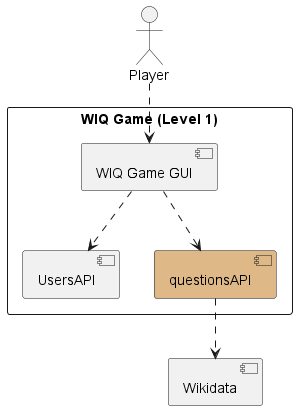 Player
WIQ Game (Level 1)
WIQ Game GUI
UsersAPI
questionsAPI
Wikidata